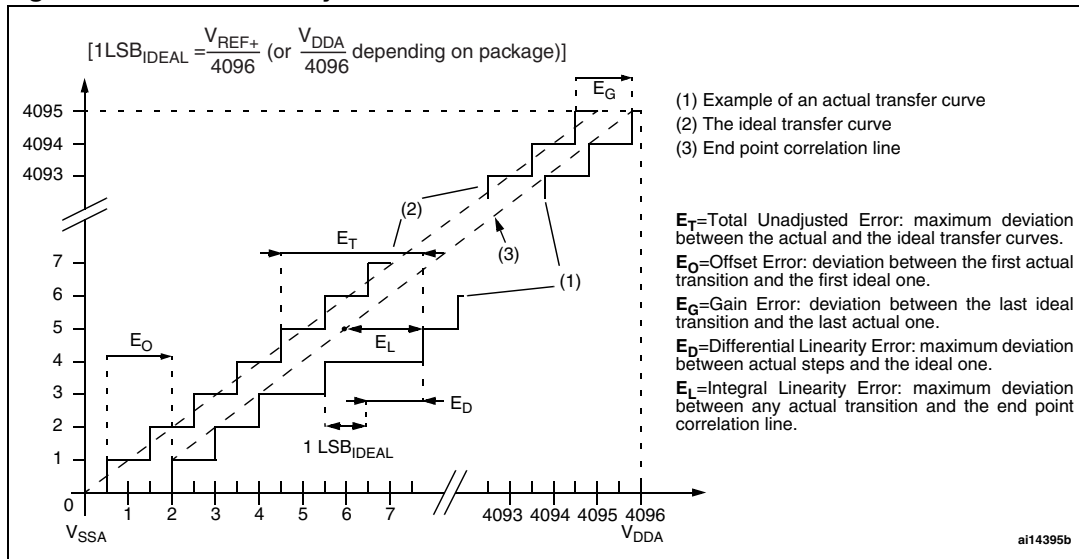 [1LSB_IDEAL = V_REF+ / 4096 (or V_DDA / 4096 depending on package)]
E_G
4095
4094
4093
(1) Example of an actual transfer curve
(2) The ideal transfer curve
(3) End point correlation line
(2)
E_T
(3)
(1)
7
6
5
4
3
2
1
0
E_O
E_L
E_D
1 LSB_IDEAL
E_T=Total Unadjusted Error: maximum deviation
between the actual and the ideal transfer curves.
E_O=Offset Error: deviation between the first actual
transition and the first ideal one.
E_G=Gain Error: deviation between the last ideal
transition and the last actual one.
E_D=Differential Linearity Error: maximum deviation
between actual steps and the ideal one.
E_L=Integral Linearity Error: maximum deviation
between any actual transition and the end point
correlation line.
1 2 3 4 5 6 7 4093 4094 4095 4096
V_SSA V_DDA
ai14395b